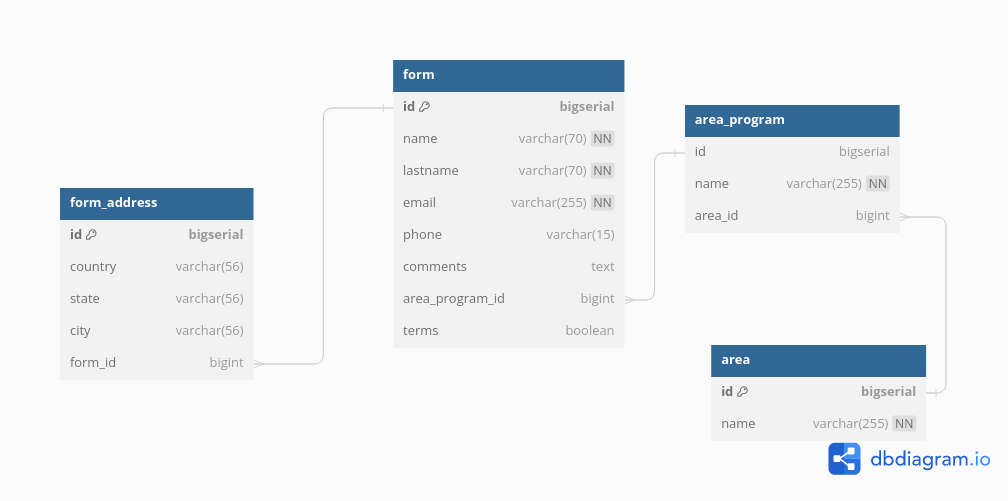 form
id bigserial
name varchar(70) NN
lastname varchar(70) NN
email varchar(255) NN
phone varchar(15)
comments text
area_program_id bigint
terms boolean
area_program
id bigserial
name varchar(255) NN
area_id bigint
form_address
id bigserial
country varchar(56)
state varchar(56)
city varchar(56)
form_id bigint
area
id bigserial
name varchar(255) NN
dbdiagram.io